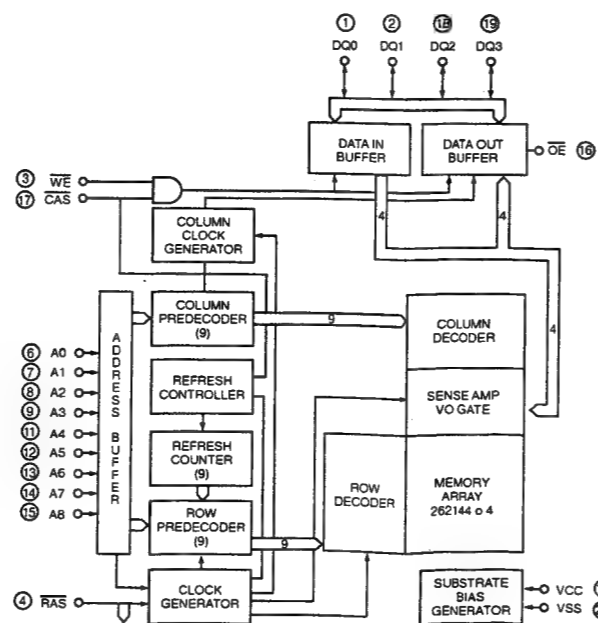 1 2 18 19
DQ0 DQ1 DQ2 DQ3
DATA IN BUFFER
DATA OUT BUFFER
OE 16
3 WE
17 CAS
4 4
COLUMN CLOCK GENERATOR
COLUMN PREDECODER (9)
9
COLUMN DECODER
4
ADDRESS BUFFER
6 A0
7 A1
8 A2
9 A3
11 A4
12 A5
13 A6
14 A7
15 A8
REFRESH CONTROLLER
SENSE AMP
I/O GATE
REFRESH COUNTER (9)
ROW DECODER
MEMORY ARRAY
262144 o 4
ROW PREDECODER (9)
9
4 RAS
CLOCK GENERATOR
SUBSTRATE BIAS GENERATOR
VCC
VSS